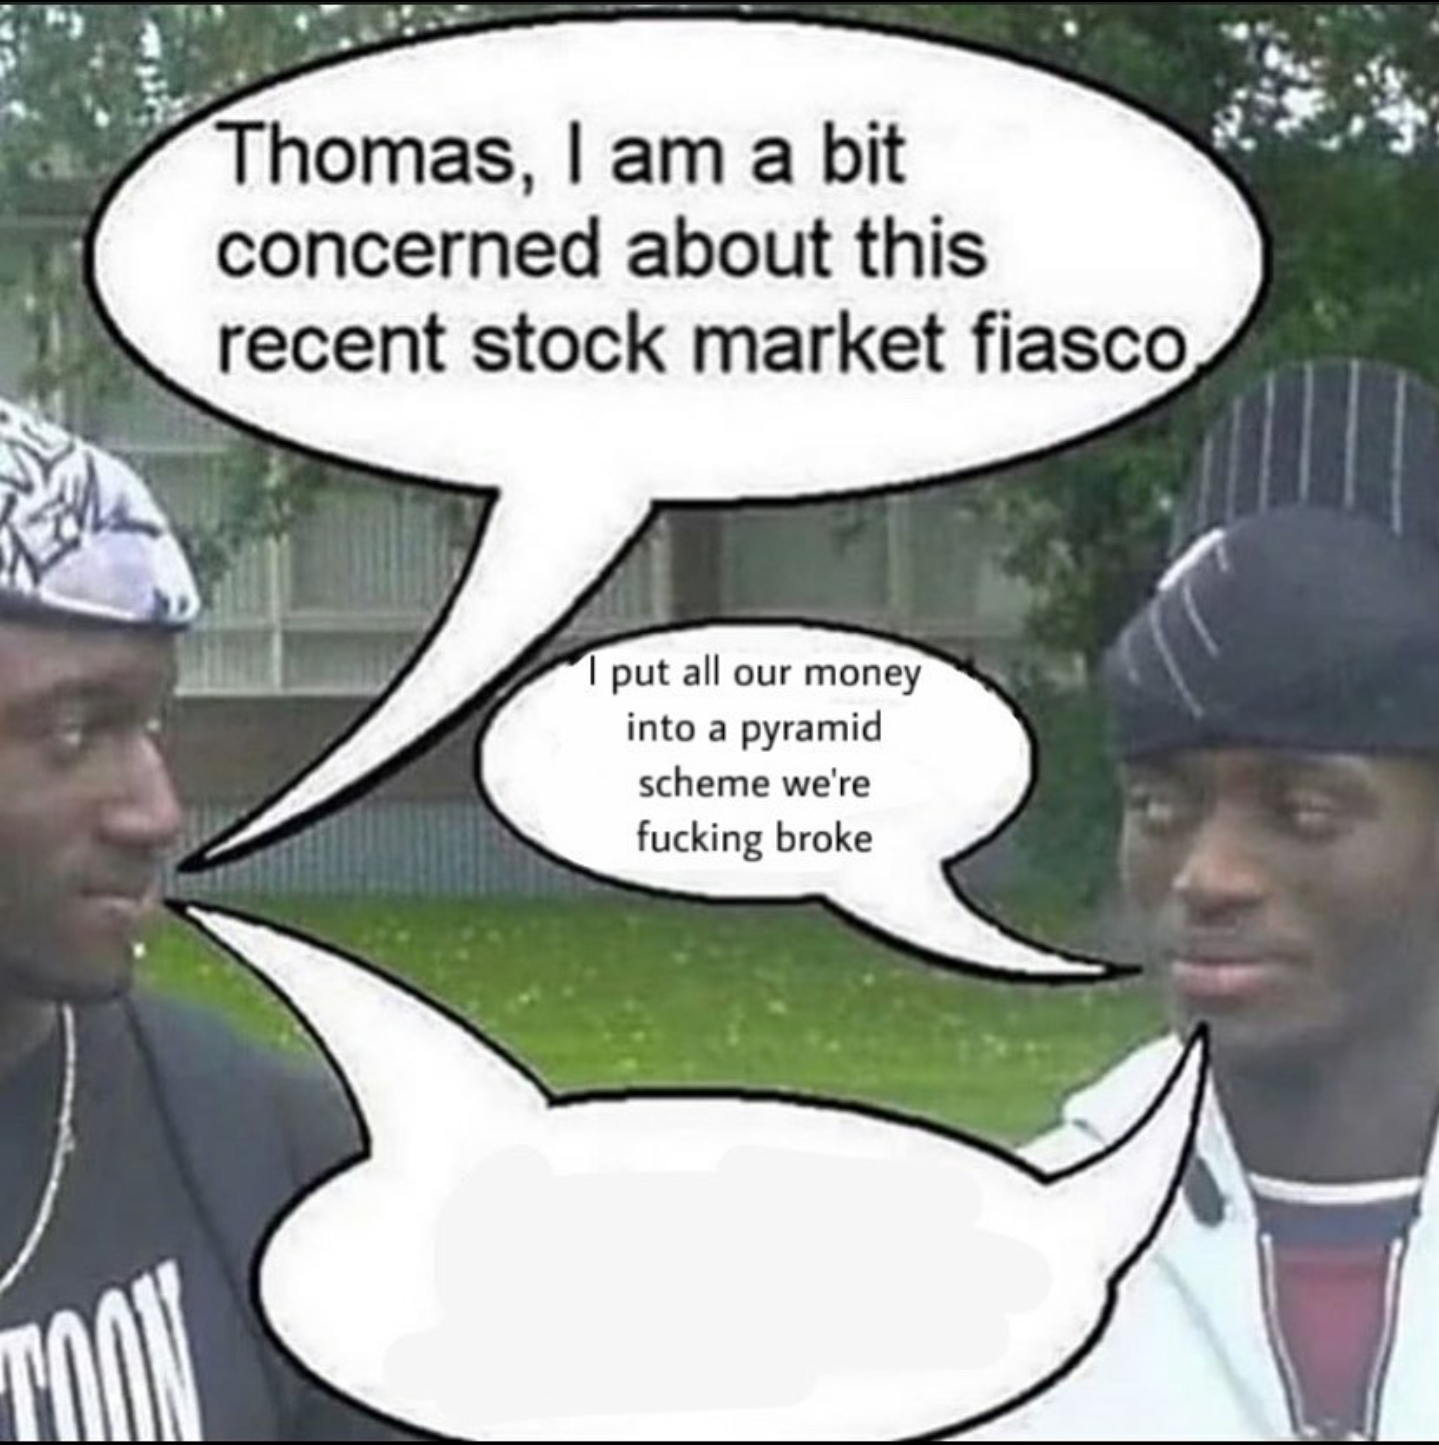 Thomas, I am a bit
concerned about this
recent stock market fiasco
I put all our money
into a pyramid
scheme we're
fucking broke
TOON